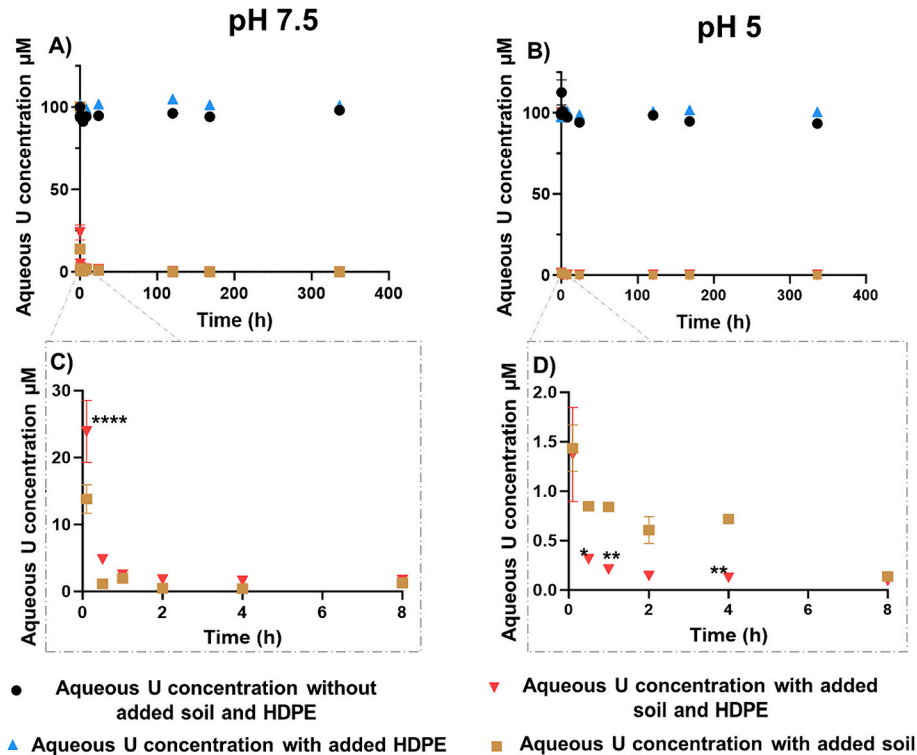 pH 7.5
pH 5
A)
Aqueous U concentration µM
100
50
0
0 100 200 300 400
Time (h)
B)
Aqueous U concentration µM
100
50
0
0 100 200 300 400
Time (h)
C)
Aqueous U concentration µM
30
20
10
0
****
0 2 4 6 8
Time (h)
D)
Aqueous U concentration µM
2.0
1.5
1.0
0.5
0.0
*
**
**
0 2 4 6 8
Time (h)
Aqueous U concentration without
added soil and HDPE
Aqueous U concentration with added
soil and HDPE
Aqueous U concentration with added HDPE
Aqueous U concentration with added soil